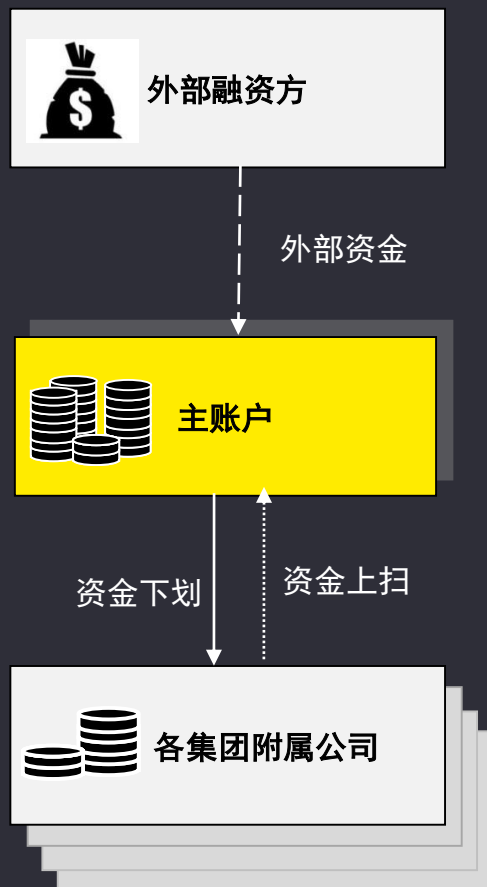 $
外部融资方
外部资金
主账户
资金下划
资金上扫
各集团附属公司